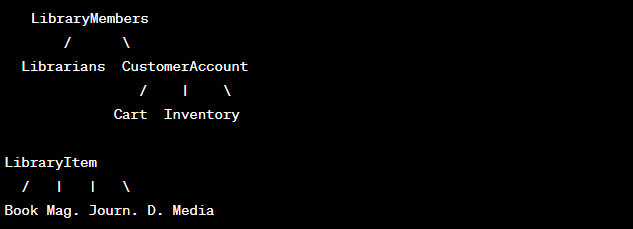 LibraryMembers
/ \
Librarians CustomerAccount
/ | \
Cart Inventory
LibraryItem
/ | | \
Book Mag. Journ. D. Media